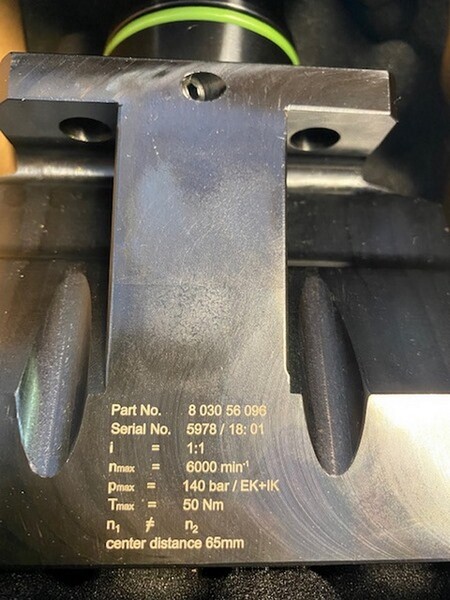 Part No. 8 030 56 096
Serial No. 5978 / 18: 01
i = 1:1
nmax = 6000 min⁻¹
pmax = 140 bar / EK+IK
Tmax = 50 Nm
n₁ ≠ n₂
center distance 65mm